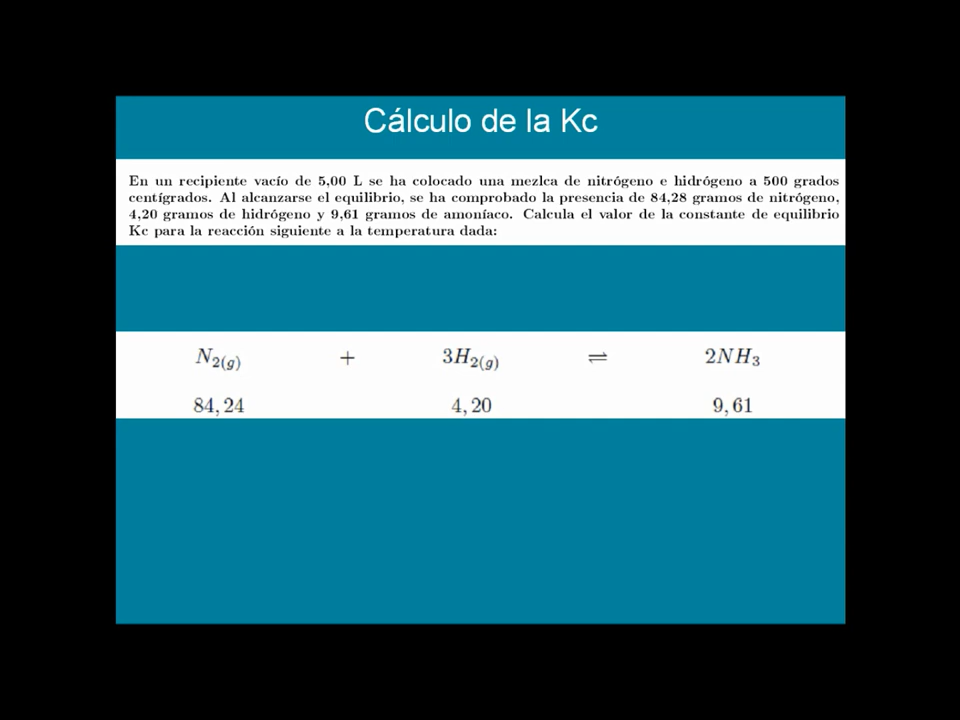 Cálculo de la Kc
En un recipiente vacío de 5,00 L se ha colocado una mezlca de nitrógeno e hidrógeno a 500 grados
centígrados. Al alcanzarse el equilibrio, se ha comprobado la presencia de 84,28 gramos de nitrógeno,
4,20 gramos de hidrógeno y 9,61 gramos de amoníaco. Calcula el valor de la constante de equilibrio
Kc para la reacción siguiente a la temperatura dada:
N₂₍g₎ + 3H₂₍g₎ ⇌ 2NH₃
84,24 4,20 9,61